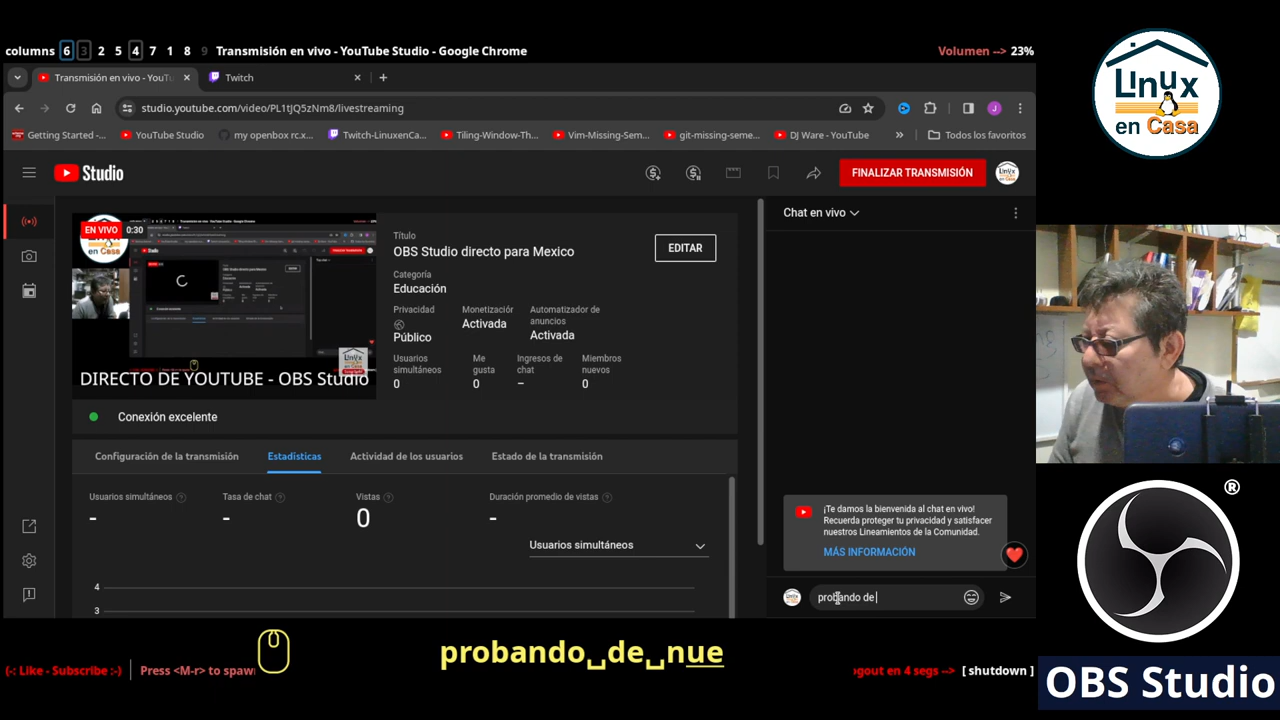 columns 6 3 2 5 4 7 1 8 9 Transmisión en vivo - YouTube Studio - Google Chrome
Volumen --> 23%
Transmisión en vivo - YouTu
Twitch
studio.youtube.com/video/PL1tJQ5zNm8/livestreaming
J
Getting Started -...
YouTube Studio
my openbox rc.x...
Twitch-LinuxenCa...
Tiling-Window-Th...
Vim-Missing-Sem...
git-missing-seme...
DJ Ware - YouTube
»
Todos los favoritos
Studio
FINALIZAR TRANSMISIÓN
EN VIVO 0:30
DIRECTO DE YOUTUBE - OBS Studio
Título
OBS Studio directo para Mexico
EDITAR
Categoría
Educación
Privacidad
Público
Monetización
Activada
Automatizador de
anuncios
Activada
Usuarios
simultáneos
0
Me
gusta
0
Ingresos de
chat
–
Miembros
nuevos
0
Conexión excelente
Configuración de la transmisión
Estadísticas
Actividad de los usuarios
Estado de la transmisión
Usuarios simultáneos
-
Tasa de chat
-
Vistas
0
Duración promedio de vistas
-
Usuarios simultáneos
4
3
Chat en vivo
¡Te damos la bienvenida al chat en vivo!
Recuerda proteger tu privacidad y satisfacer
nuestros Lineamientos de la Comunidad.
MÁS INFORMACIÓN
probando de
probando␣de␣nue
(-: Like - Subscribe :-)
Press <M-r> to spaw
ogout en 4 segs -->
[ shutdown ]
Linux
en Casa
®
OBS Studio